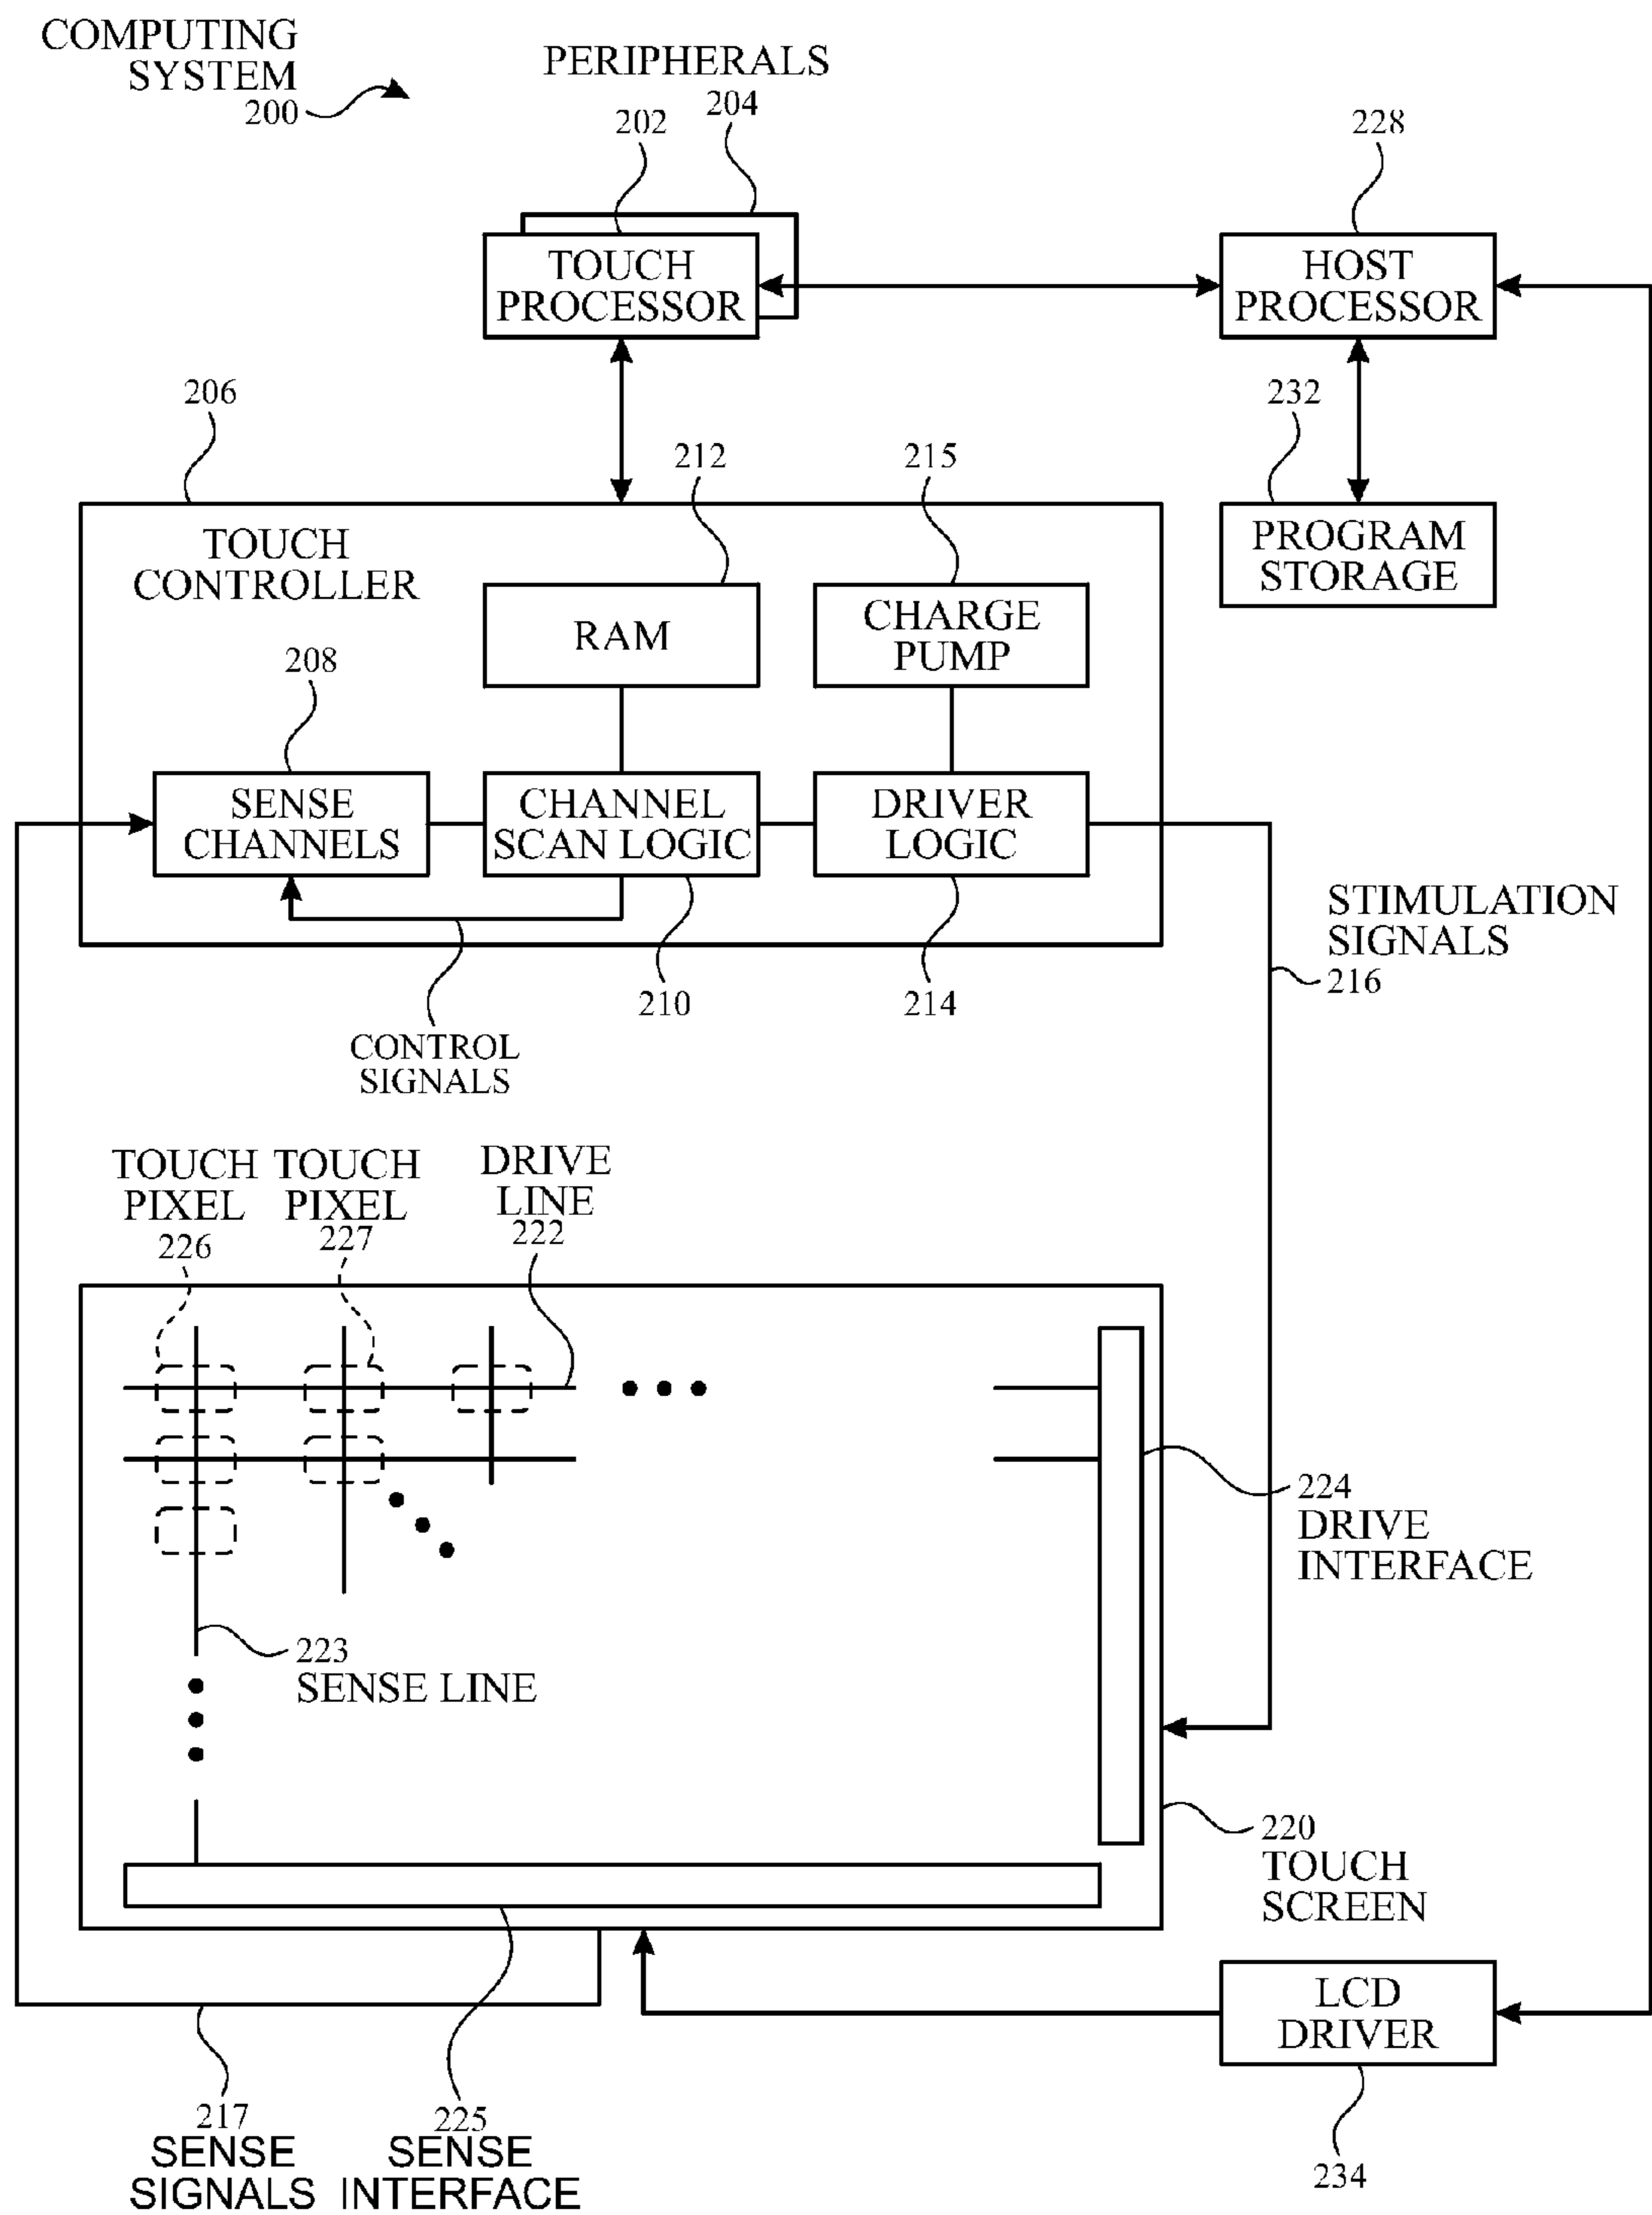 COMPUTING
SYSTEM
200
PERIPHERALS
204
202
228
TOUCH
PROCESSOR
HOST
PROCESSOR
206
212
215
232
TOUCH
CONTROLLER
RAM
CHARGE
PUMP
PROGRAM
STORAGE
208
SENSE
CHANNELS
CHANNEL
SCAN LOGIC
DRIVER
LOGIC
STIMULATION
SIGNALS
216
210
214
CONTROL
SIGNALS
TOUCH
PIXEL
226
TOUCH
PIXEL
227
DRIVE
LINE
222
224
DRIVE
INTERFACE
223
SENSE LINE
220
TOUCH
SCREEN
LCD
DRIVER
217
SENSE
SIGNALS
225
SENSE
INTERFACE
234